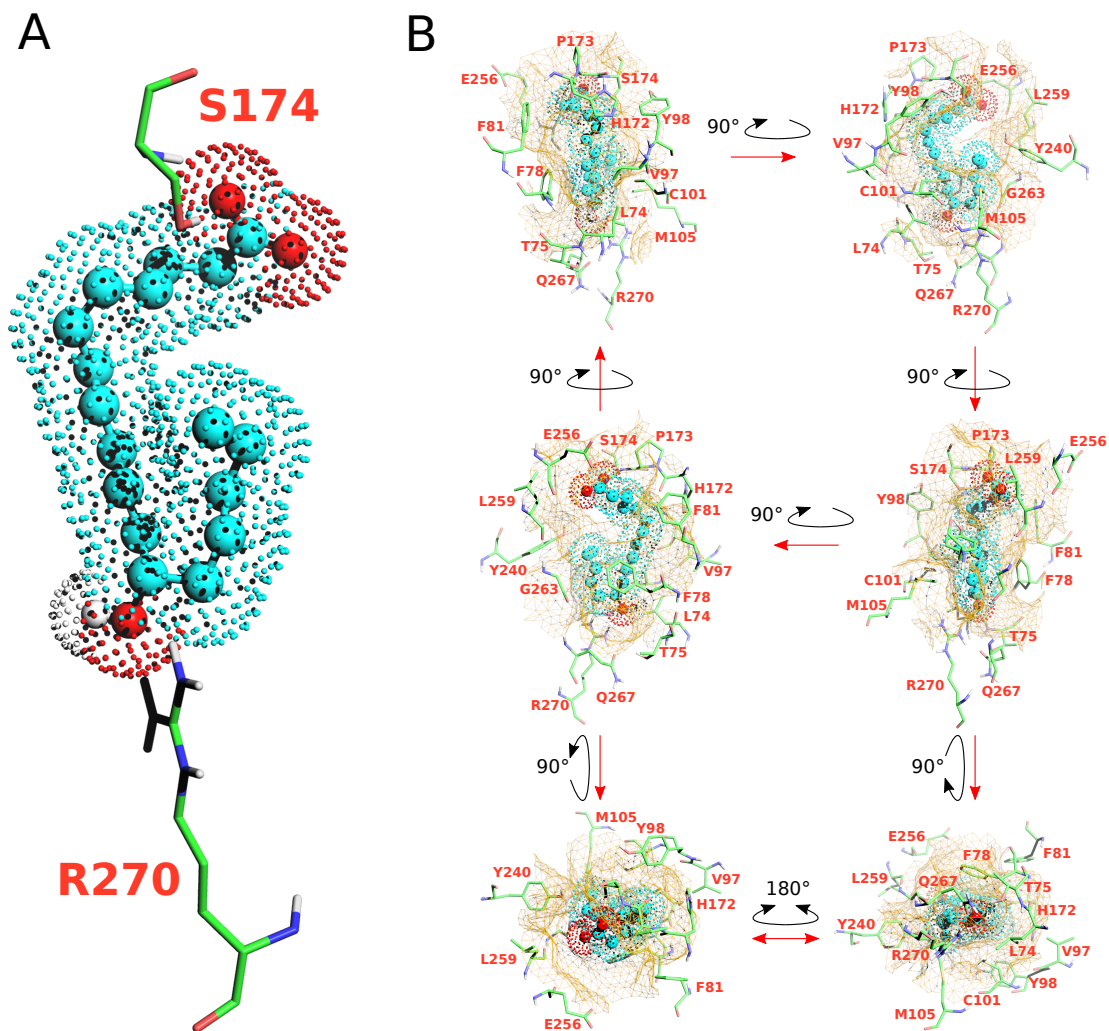 A
S174
R270
B
P173
E256
S174
F81
H172
Y98
F78
V97
C101
L74
T75
M105
Q267
R270
90°
P173
E256
Y98
L259
H172
V97
Y240
C101
G263
M105
L74
T75
Q267
R270
90°
90°
E256
S174
P173
H172
L259
F81
Y240
V97
G263
F78
L74
T75
R270
Q267
90°
P173
E256
S174
L259
Y98
F81
C101
F78
M105
T75
R270
Q267
90°
90°
M105
Y98
Y240
V97
H172
L259
F81
E256
180°
E256
F78
F81
L259
Q267
T75
H172
Y240
R270
L74
V97
Y98
C101
M105